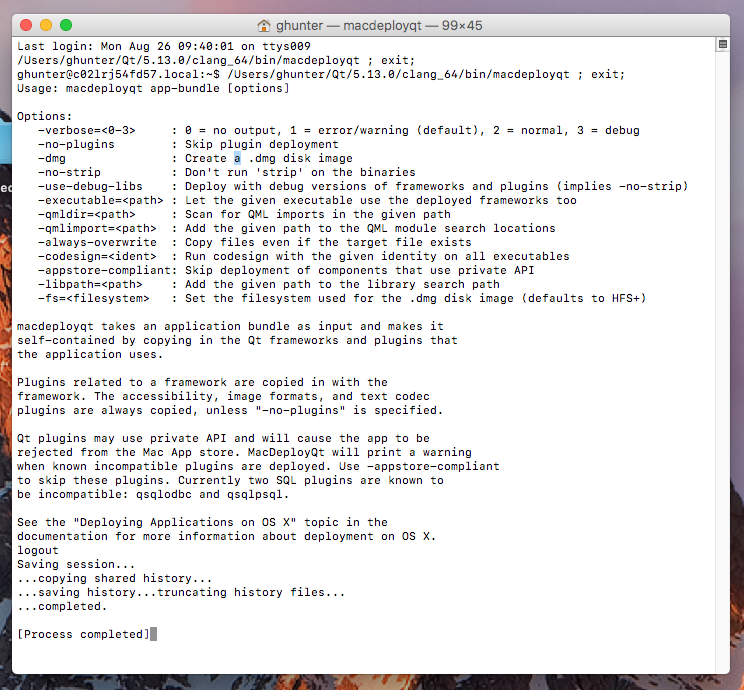 ghunter — macdeployqt — 99×45
Last login: Mon Aug 26 09:40:01 on ttys009
/Users/ghunter/Qt/5.13.0/clang_64/bin/macdeployqt ; exit;
ghunter@c02lrj54fd57.local:~$ /Users/ghunter/Qt/5.13.0/clang_64/bin/macdeployqt ; exit;
Usage: macdeployqt app-bundle [options]
Options:
   -verbose=<0-3>     : 0 = no output, 1 = error/warning (default), 2 = normal, 3 = debug
   -no-plugins        : Skip plugin deployment
   -dmg               : Create a .dmg disk image
   -no-strip          : Don't run 'strip' on the binaries
   -use-debug-libs    : Deploy with debug versions of frameworks and plugins (implies -no-strip)
   -executable=<path> : Let the given executable use the deployed frameworks too
   -qmldir=<path>     : Scan for QML imports in the given path
   -qmlimport=<path>  : Add the given path to the QML module search locations
   -always-overwrite  : Copy files even if the target file exists
   -codesign=<ident>  : Run codesign with the given identity on all executables
   -appstore-compliant: Skip deployment of components that use private API
   -libpath=<path>    : Add the given path to the library search path
   -fs=<filesystem>   : Set the filesystem used for the .dmg disk image (defaults to HFS+)
macdeployqt takes an application bundle as input and makes it
self-contained by copying in the Qt frameworks and plugins that
the application uses.
Plugins related to a framework are copied in with the
framework. The accessibility, image formats, and text codec
plugins are always copied, unless "-no-plugins" is specified.
Qt plugins may use private API and will cause the app to be
rejected from the Mac App store. MacDeployQt will print a warning
when known incompatible plugins are deployed. Use -appstore-compliant
to skip these plugins. Currently two SQL plugins are known to
be incompatible: qsqlodbc and qsqlpsql.
See the "Deploying Applications on OS X" topic in the
documentation for more information about deployment on OS X.
logout
Saving session...
...copying shared history...
...saving history...truncating history files...
...completed.
[Process completed]